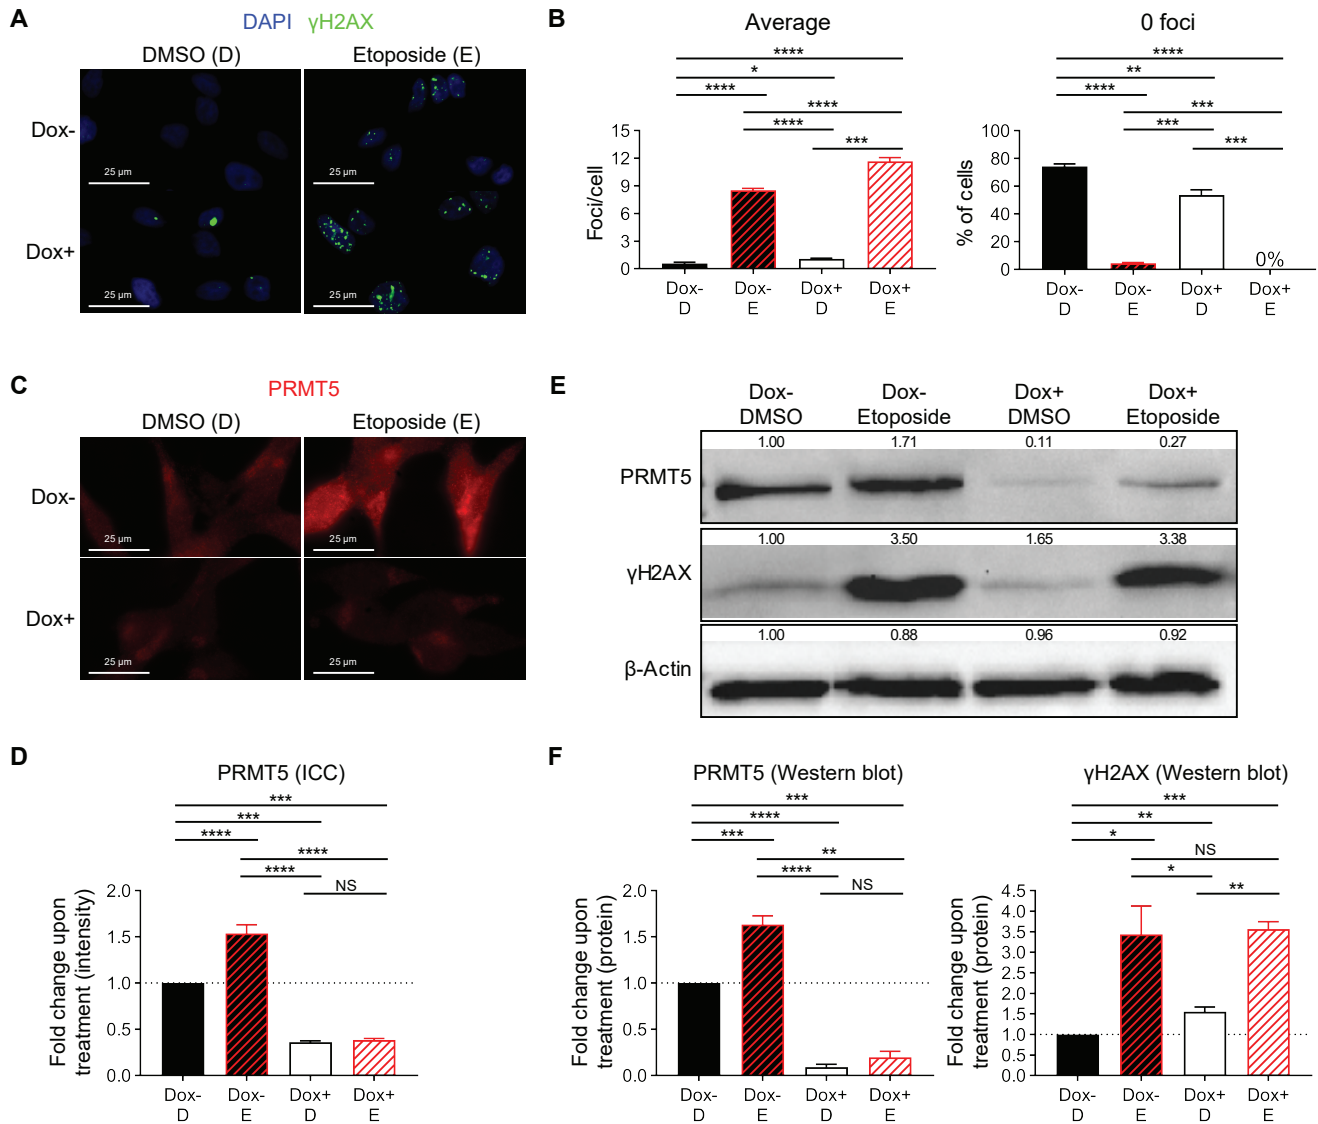 A
DAPI γH2AX
DMSO (D) Etoposide (E)
Dox-
25 µm 25 µm
Dox+
25 µm 25 µm
B
Average
****
*
****
****
****
***
Foci/cell
15
12
9
6
3
0
Dox- Dox- Dox+ Dox+
D E D E
0 foci
****
**
****
***
***
***
% of cells
100
80
60
40
20
0
0%
Dox- Dox- Dox+ Dox+
D E D E
C
PRMT5
DMSO (D) Etoposide (E)
Dox-
25 µm 25 µm
Dox+
25 µm 25 µm
E
Dox- Dox- Dox+ Dox+
DMSO Etoposide DMSO Etoposide
1.00 1.71 0.11 0.27
PRMT5
1.00 3.50 1.65 3.38
γH2AX
1.00 0.88 0.96 0.92
β-Actin
D
PRMT5 (ICC)
***
***
****
****
****
NS
Fold change upon
treatment (intensity)
2.0
1.5
1.0
0.5
0.0
Dox- Dox- Dox+ Dox+
D E D E
F
PRMT5 (Western blot)
***
****
***
**
****
NS
Fold change upon
treatment (protein)
2.0
1.5
1.0
0.5
0.0
Dox- Dox- Dox+ Dox+
D E D E
γH2AX (Western blot)
***
**
*
NS
*
**
Fold change upon
treatment (protein)
4.5
4.0
3.5
3.0
2.5
2.0
1.5
1.0
0.5
0.0
Dox- Dox- Dox+ Dox+
D E D E